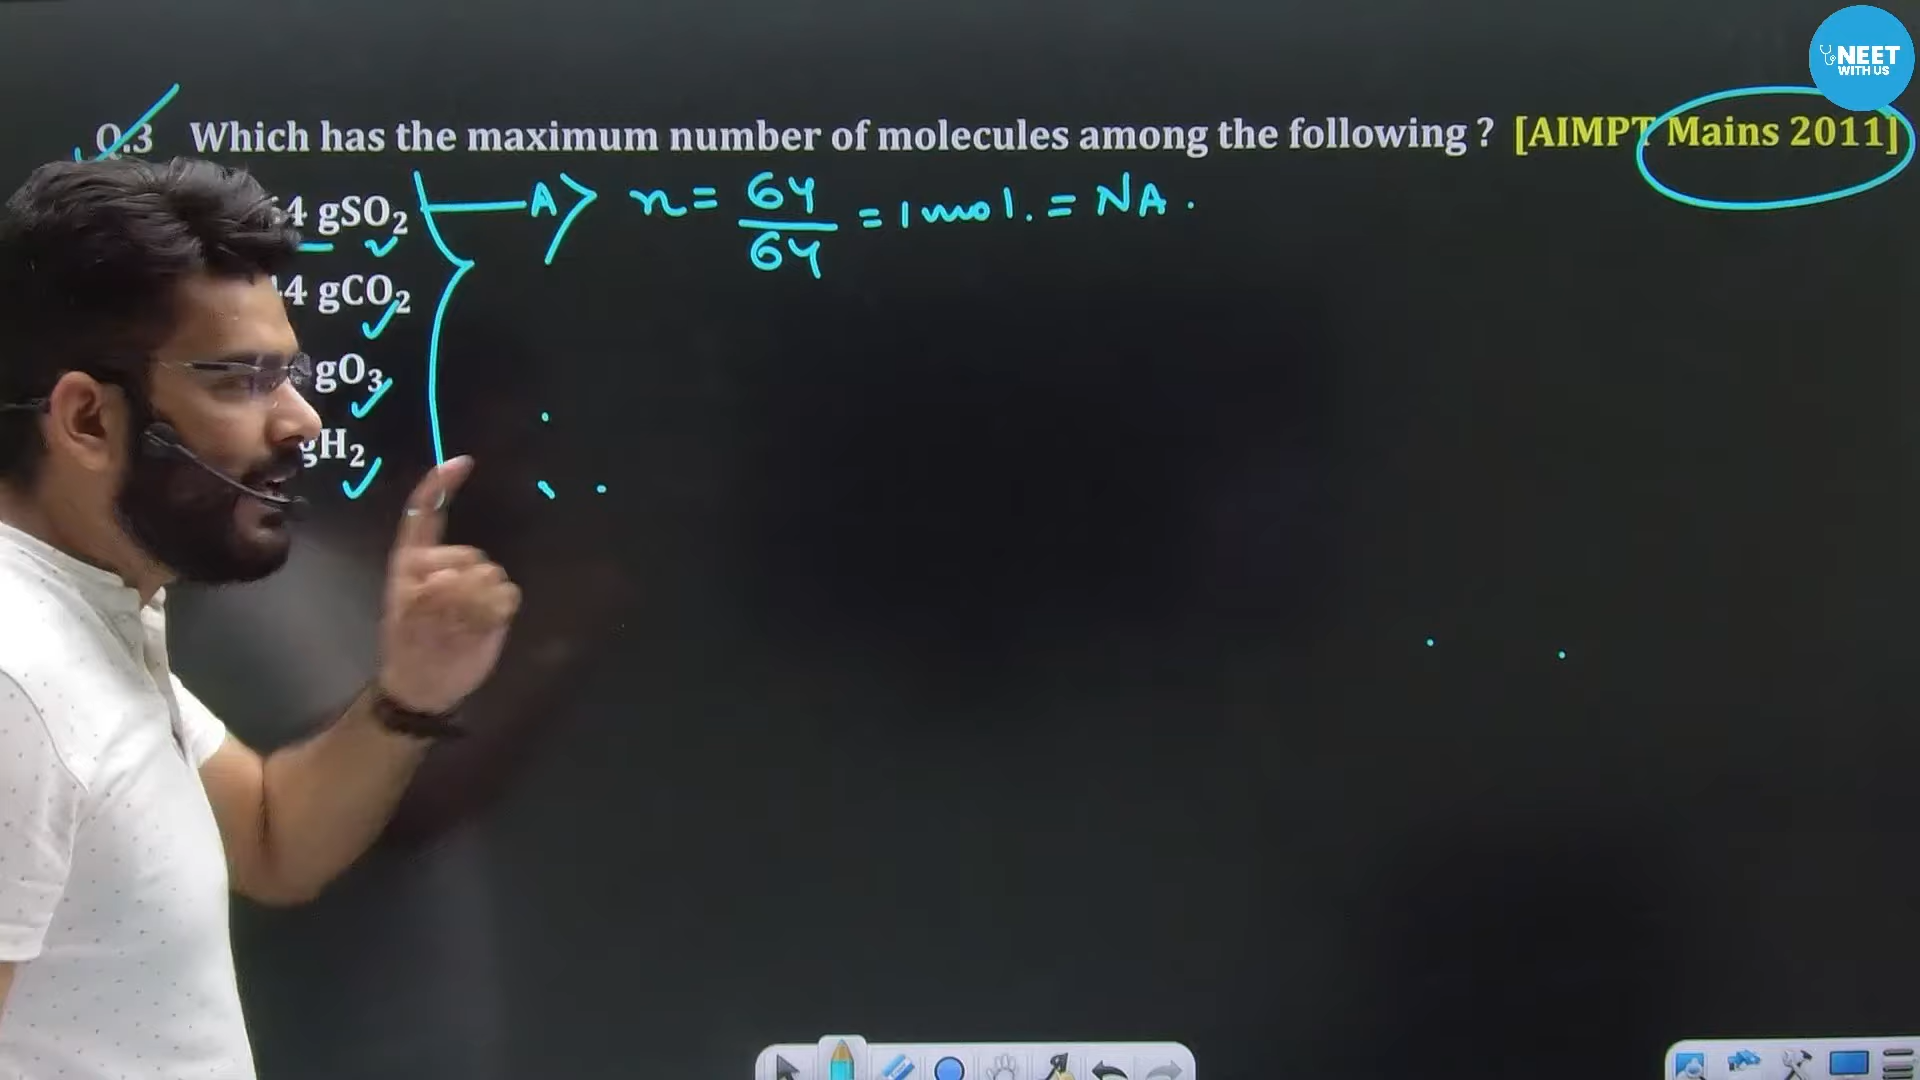 NEET
WITH US
Q.3 Which has the maximum number of molecules among the following ? [AIMPT Mains 2011]
4 gSO₂ A n = 64/64 = 1 mol. = NA.
4 gCO₂
gO₃
gH₂